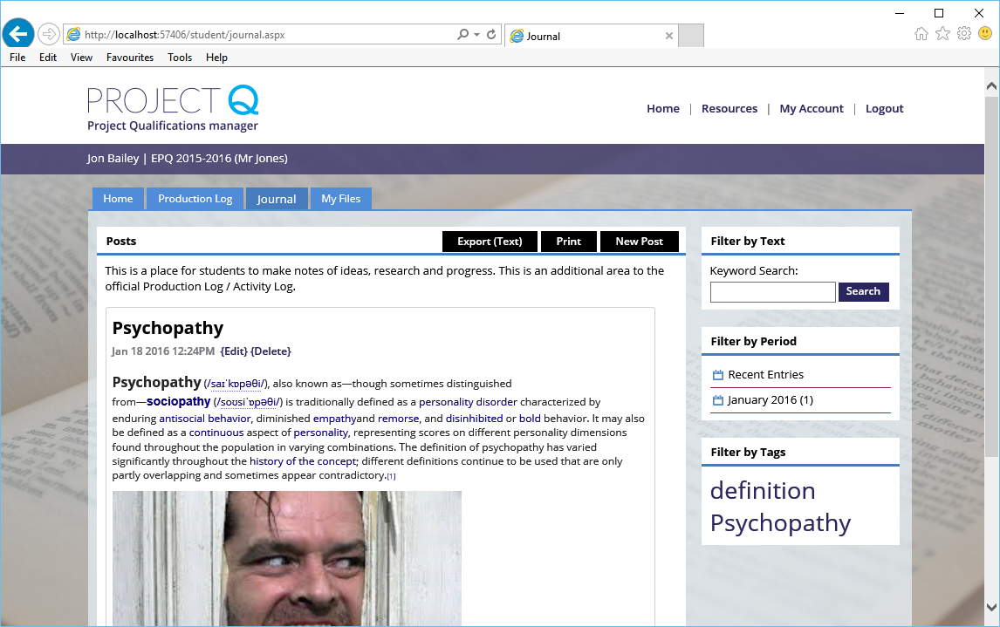 http://localhost:57406/student/journal.aspx
Journal
File Edit View Favourites Tools Help
PROJECT Q
Project Qualifications manager
Home | Resources | My Account | Logout
Jon Bailey | EPQ 2015-2016 (Mr Jones)
Home Production Log Journal My Files
Posts Export (Text) Print New Post
This is a place for students to make notes of ideas, research and progress. This is an additional area to the
official Production Log / Activity Log.
Psychopathy
Jan 18 2016 12:24PM {Edit} {Delete}
Psychopathy (/saɪˈkɒpəθi/), also known as—though sometimes distinguished
from—sociopathy (/soʊsiˈɒpəθi/) is traditionally defined as a personality disorder characterized by
enduring antisocial behavior, diminished empathyand remorse, and disinhibited or bold behavior. It may also
be defined as a continuous aspect of personality, representing scores on different personality dimensions
found throughout the population in varying combinations. The definition of psychopathy has varied
significantly throughout the history of the concept; different definitions continue to be used that are only
partly overlapping and sometimes appear contradictory.[1]
Filter by Text
Keyword Search:
Search
Filter by Period
Recent Entries
January 2016 (1)
Filter by Tags
definition
Psychopathy